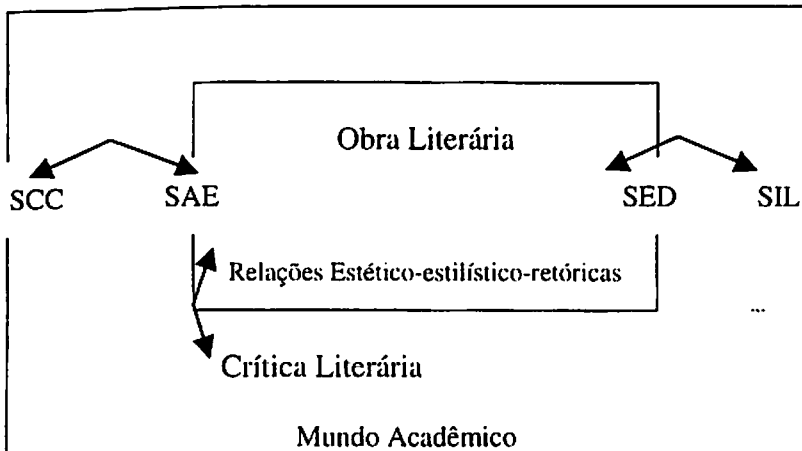 Obra Literária
SCC SAE SED SIL
Relações Estético-estilístico-retóricas
...
Crítica Literária
Mundo Acadêmico